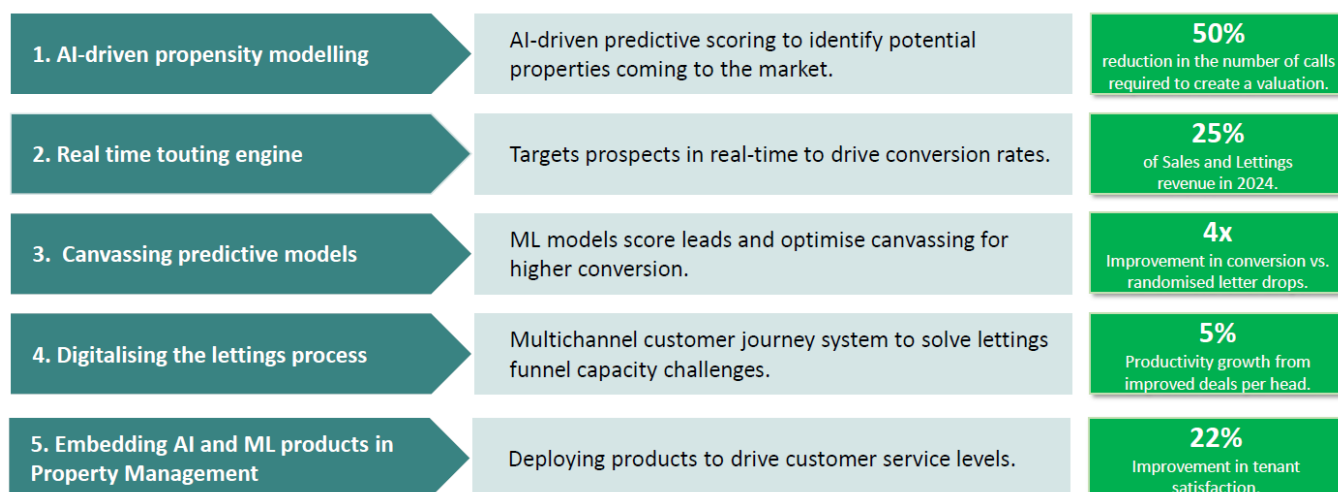 1. AI-driven propensity modelling
AI-driven predictive scoring to identify potential
properties coming to the market.
50%
reduction in the number of calls
required to create a valuation.
2. Real time touting engine
Targets prospects in real-time to drive conversion rates.
25%
of Sales and Lettings
revenue in 2024.
3. Canvassing predictive models
ML models score leads and optimise canvassing for
higher conversion.
4x
Improvement in conversion vs.
randomised letter drops.
4. Digitalising the lettings process
Multichannel customer journey system to solve lettings
funnel capacity challenges.
5%
Productivity growth from
improved deals per head.
5. Embedding AI and ML products in
Property Management
Deploying products to drive customer service levels.
22%
Improvement in tenant
satisfaction